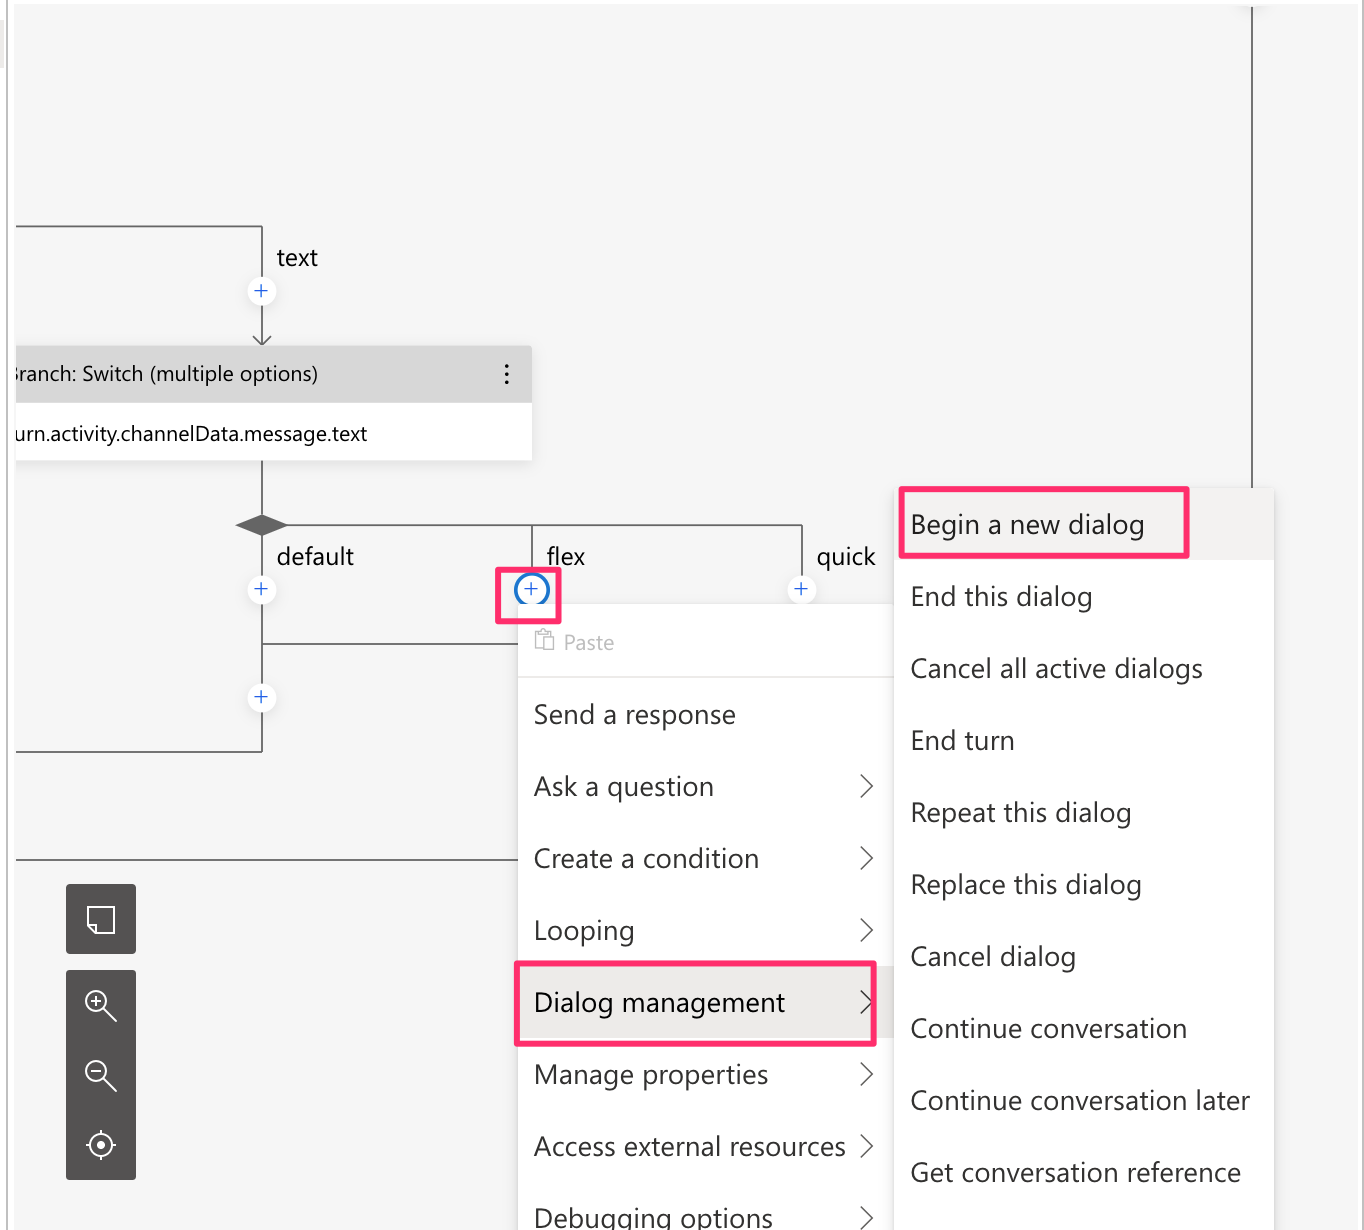 text
Branch: Switch (multiple options)
turn.activity.channelData.message.text
default
flex
quick
Paste
Send a response
Ask a question
Create a condition
Looping
Dialog management
Manage properties
Access external resources
Debugging options
Begin a new dialog
End this dialog
Cancel all active dialogs
End turn
Repeat this dialog
Replace this dialog
Cancel dialog
Continue conversation
Continue conversation later
Get conversation reference